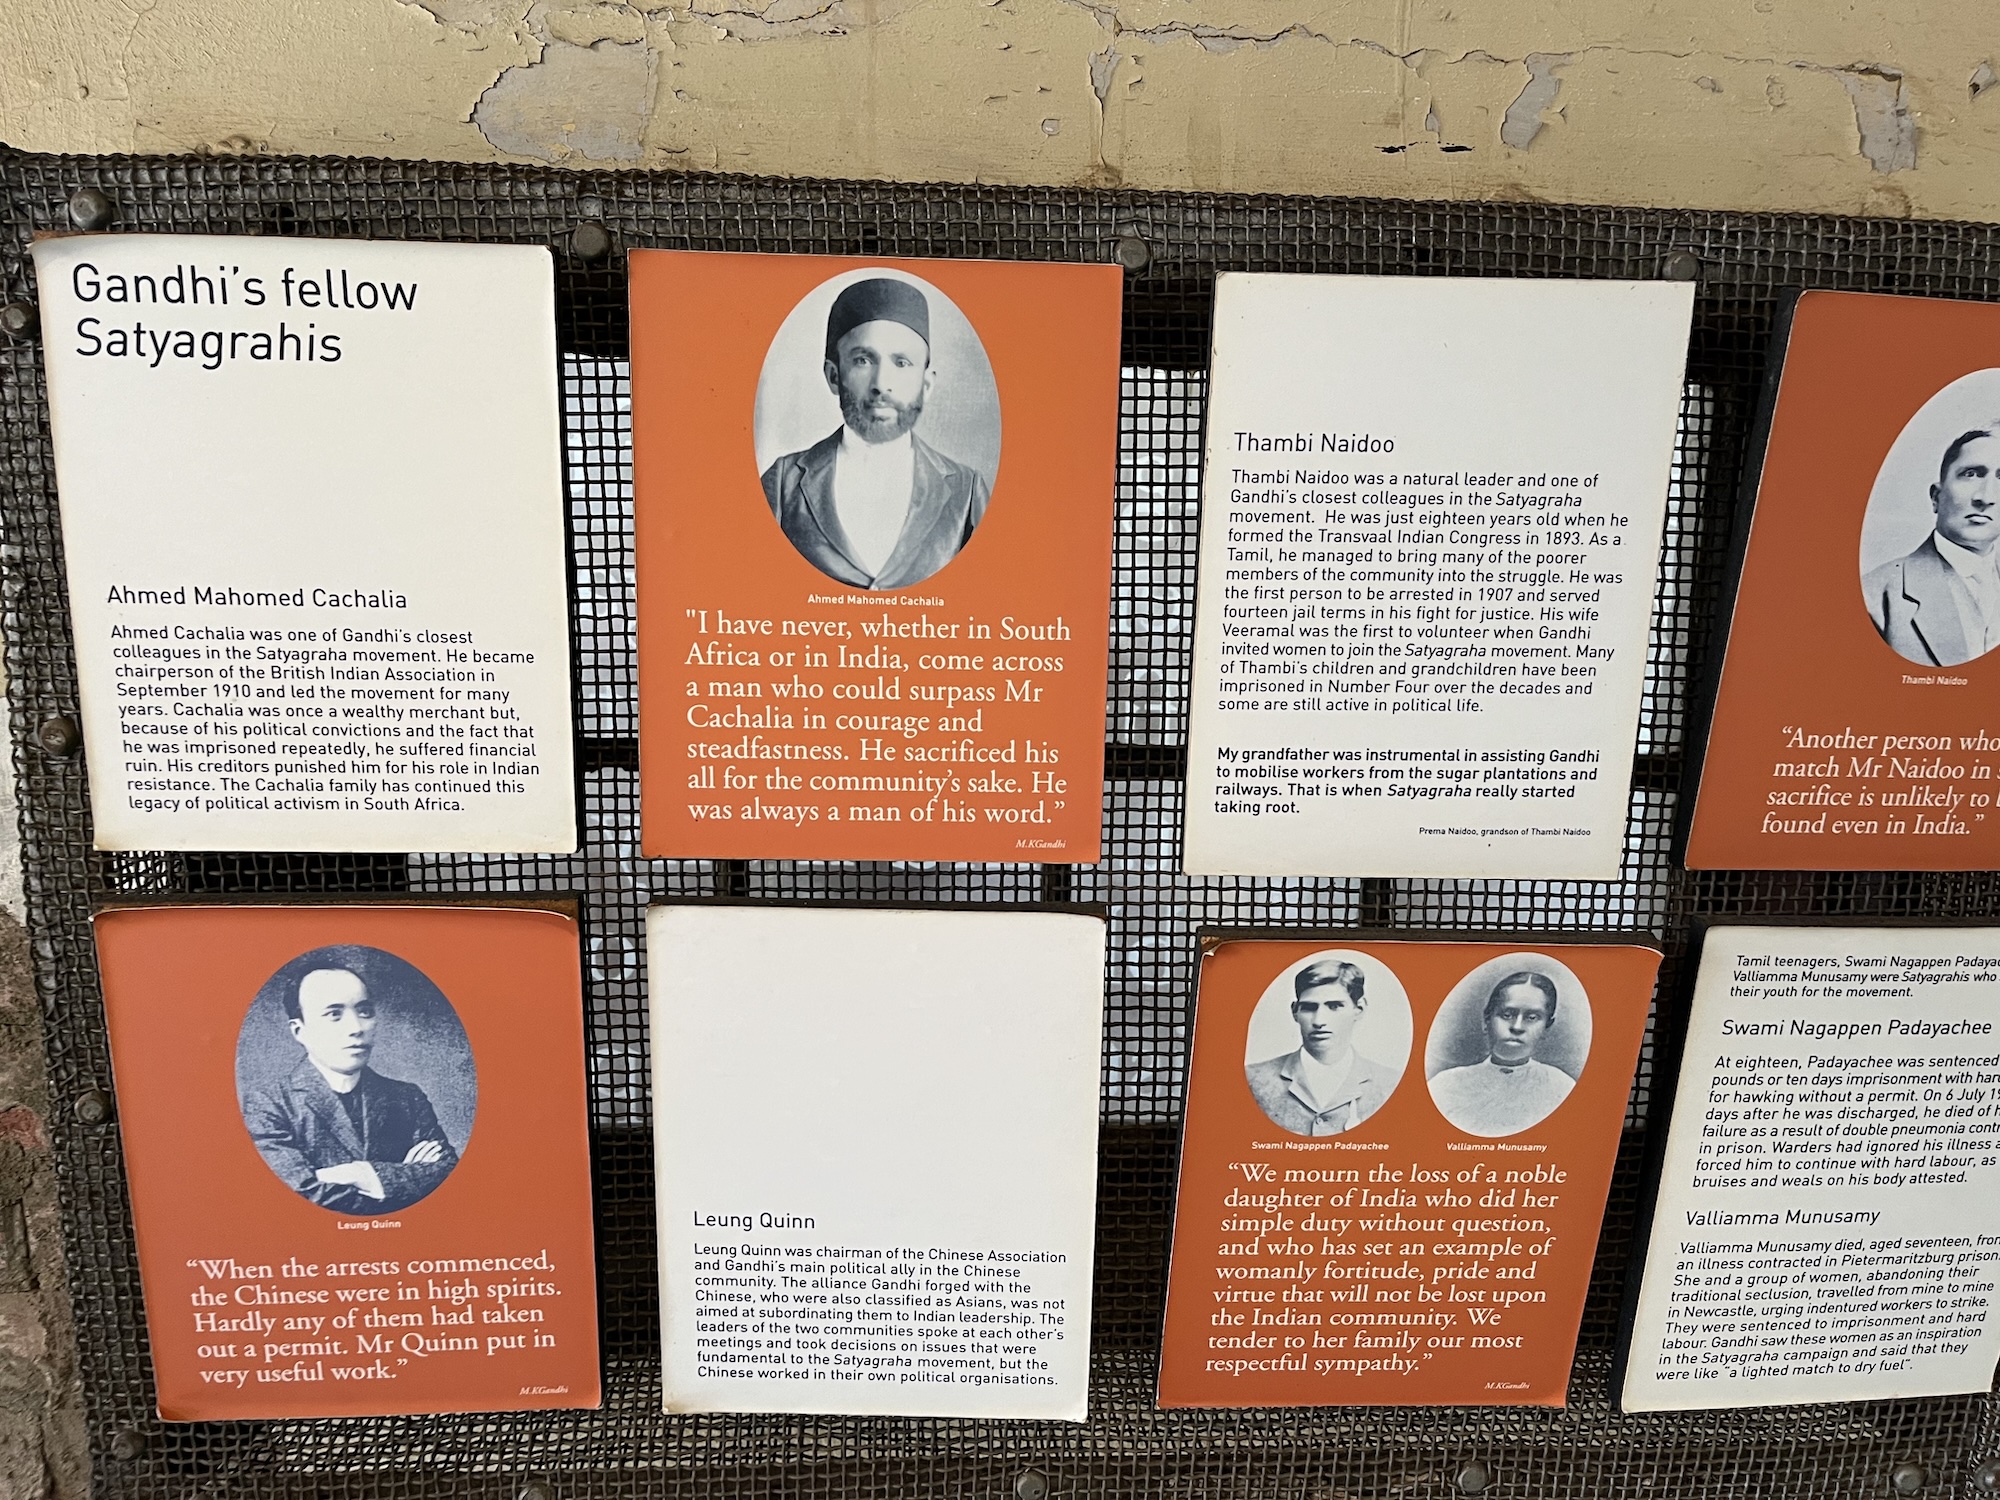 Gandhi's fellow
Satyagrahis
Ahmed Mahomed Cachalia
Ahmed Cachalia was one of Gandhi's closest
colleagues in the Satyagraha movement. He became
chairperson of the British Indian Association in
September 1910 and led the movement for many
years. Cachalia was once a wealthy merchant but,
because of his political convictions and the fact that
he was imprisoned repeatedly, he suffered financial
ruin. His creditors punished him for his role in Indian
resistance. The Cachalia family has continued this
legacy of political activism in South Africa.
Ahmed Mahomed Cachalia
"I have never, whether in South
Africa or in India, come across
a man who could surpass Mr
Cachalia in courage and
steadfastness. He sacrificed his
all for the community's sake. He
was always a man of his word.”
M.KGandhi
Thambi Naidoo
Thambi Naidoo was a natural leader and one of
Gandhi's closest colleagues in the Satyagraha
movement. He was just eighteen years old when he
formed the Transvaal Indian Congress in 1893. As a
Tamil, he managed to bring many of the poorer
members of the community into the struggle. He was
the first person to be arrested in 1907 and served
fourteen jail terms in his fight for justice. His wife
Veeramal was the first to volunteer when Gandhi
invited women to join the Satyagraha movement. Many
of Thambi's children and grandchildren have been
imprisoned in Number Four over the decades and
some are still active in political life.
My grandfather was instrumental in assisting Gandhi
to mobilise workers from the sugar plantations and
railways. That is when Satyagraha really started
taking root.
Prema Naidoo, grandson of Thambi Naidoo
Thambi Naidoo
“Another person who
match Mr Naidoo in
sacrifice is unlikely to
found even in India.”
Leung Quinn
“When the arrests commenced,
the Chinese were in high spirits.
Hardly any of them had taken
out a permit. Mr Quinn put in
very useful work.”
M.KGandhi
Leung Quinn
Leung Quinn was chairman of the Chinese Association
and Gandhi's main political ally in the Chinese
community. The alliance Gandhi forged with the
Chinese, who were also classified as Asians, was not
aimed at subordinating them to Indian leadership. The
leaders of the two communities spoke at each other's
meetings and took decisions on issues that were
fundamental to the Satyagraha movement, but the
Chinese worked in their own political organisations.
Swami Nagappen Padayachee
Valliamma Munusamy
“We mourn the loss of a noble
daughter of India who did her
simple duty without question,
and who has set an example of
womanly fortitude, pride and
virtue that will not be lost upon
the Indian community. We
tender to her family our most
respectful sympathy.”
M.KGandhi
Tamil teenagers, Swami Nagappen
Valliamma Munusamy were Satyagrahis who
their youth for the movement.
Swami Nagappen Padayachee
At eighteen, Padayachee was sentenced
pounds or ten days imprisonment with
for hawking without a permit. On 6 July
days after he was discharged, he died of
failure as a result of double pneumonia
in prison. Warders had ignored his illness
forced him to continue with hard labour, as
bruises and weals on his body attested.
Valliamma Munusamy
Valliamma Munusamy died, aged seventeen,
an illness contracted in Pietermaritzburg prison.
She and a group of women, abandoning their
traditional seclusion, travelled from mine to mine
in Newcastle, urging indentured workers to strike.
They were sentenced to imprisonment and hard
labour. Gandhi saw these women as an inspiration
in the Satyagraha campaign and said that they
were like “a lighted match to dry fuel”.